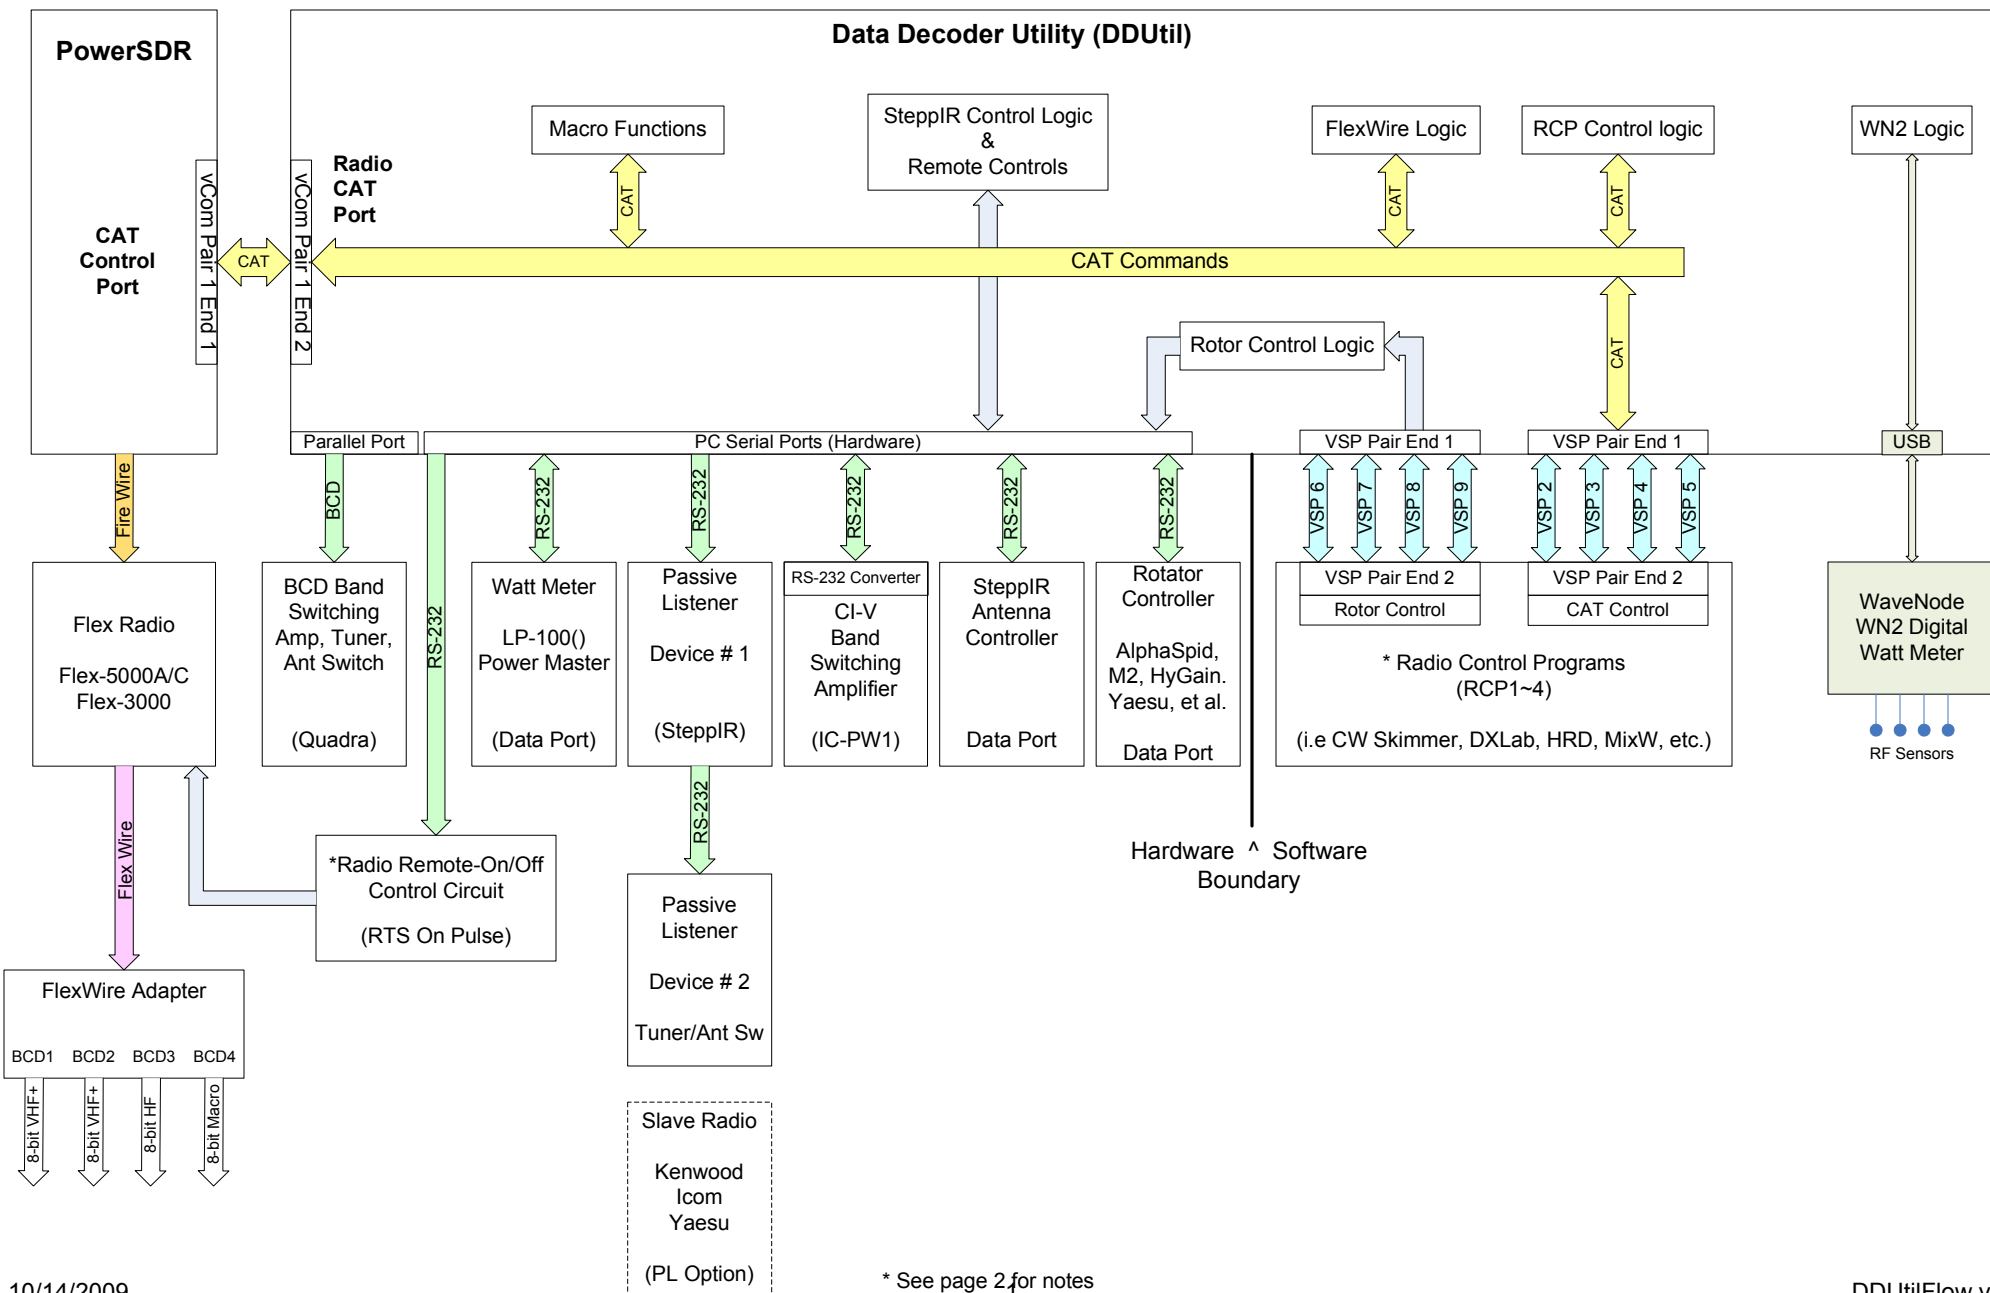 Data Decoder Utility (DDUtil)
PowerSDR
Macro Functions
SteppIR Control Logic
&
Remote Controls
FlexWire Logic
RCP Control logic
WN2 Logic
Radio
CAT
Port
vCom Pair 1 End 1
vCom Pair 1 End 2
CAT
CAT
CAT
CAT
Control
Port
CAT
CAT Commands
Rotor Control Logic
CAT
Parallel Port
PC Serial Ports (Hardware)
VSP Pair End 1
VSP Pair End 1
USB
Fire Wire
BCD
RS-232
RS-232
RS-232
RS-232
RS-232
RS-232
VSP 6
VSP 7
VSP 8
VSP 9
VSP 2
VSP 3
VSP 4
VSP 5
Flex Radio
Flex-5000A/C
Flex-3000
BCD Band
Switching
Amp, Tuner,
Ant Switch
(Quadra)
RS-232
Watt Meter
LP-100()
Power Master
(Data Port)
Passive
Listener
Device # 1
(SteppIR)
RS-232 Converter
CI-V
Band
Switching
Amplifier
(IC-PW1)
SteppIR
Antenna
Controller
Data Port
Rotator
Controller
AlphaSpid,
M2, HyGain.
Yaesu, et al.
Data Port
VSP Pair End 2
Rotor Control
VSP Pair End 2
CAT Control
* Radio Control Programs
(RCP1~4)
(i.e CW Skimmer, DXLab, HRD, MixW, etc.)
WaveNode
WN2 Digital
Watt Meter
RF Sensors
Flex Wire
RS-232
*Radio Remote-On/Off
Control Circuit
(RTS On Pulse)
Hardware ^ Software
Boundary
Passive
Listener
Device # 2
Tuner/Ant Sw
FlexWire Adapter
BCD1 BCD2 BCD3 BCD4
8-bit VHF+
8-bit VHF+
8-bit HF
8-bit Macro
Slave Radio
Kenwood
Icom
Yaesu
(PL Option)
* See page 2 for notes
10/14/2009
1
DDUtilFlow.v